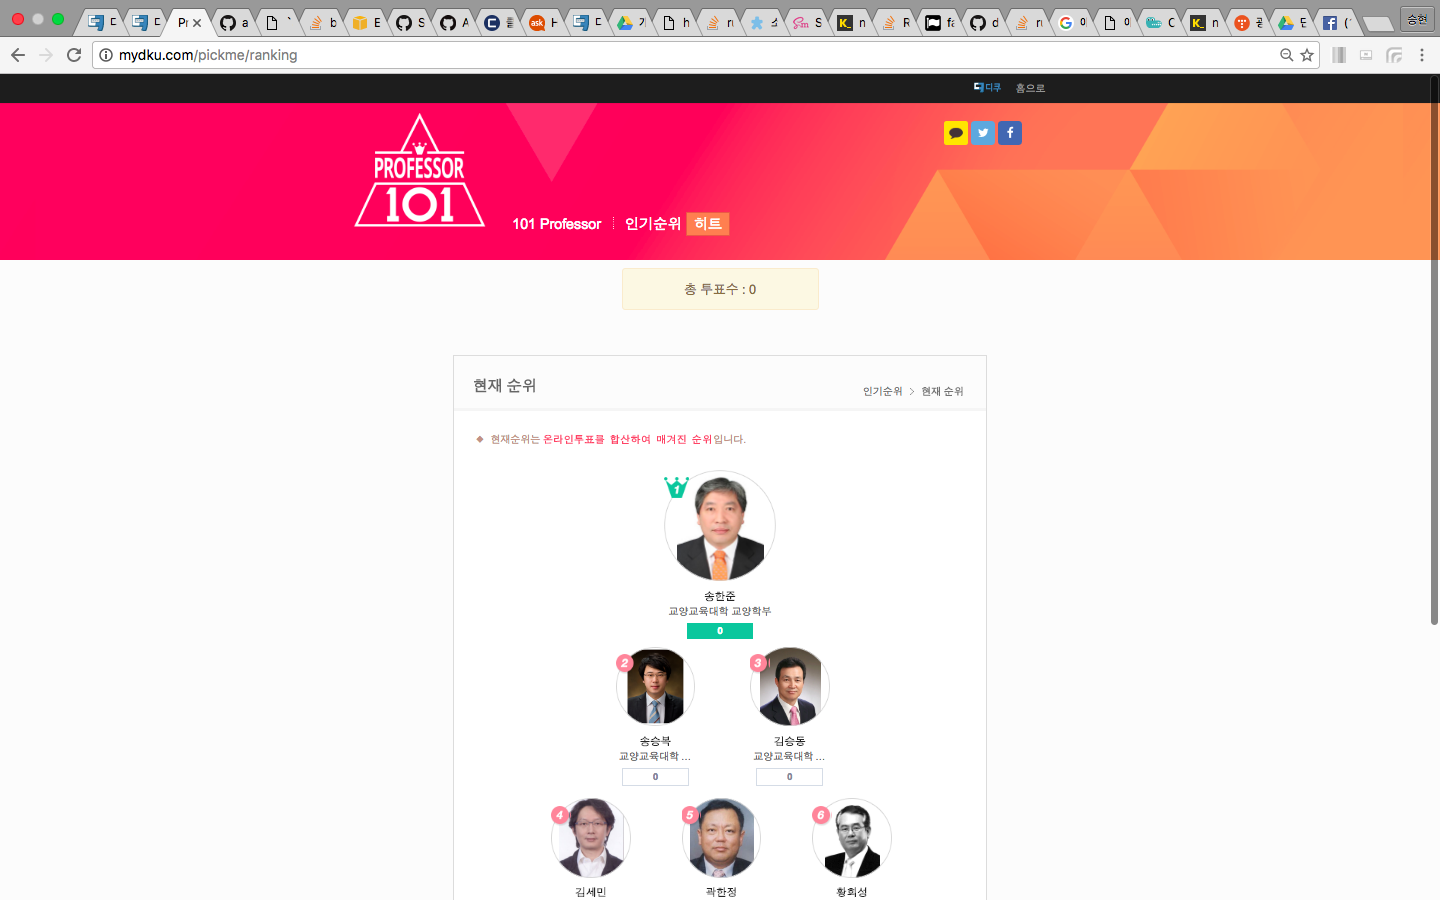 승현
mydku.com/pickme/ranking
디쿠 홈으로
PROFESSOR
101
101 Professor 인기순위 히트
총 투표수 : 0
현재 순위
인기순위 > 현재 순위
현재순위는 온라인투표를 합산하여 매겨진 순위입니다.
1
송한준
교양교육대학 교양학부
0
2 3
송승복 김승동
교양교육대학 ... 교양교육대학 ...
0 0
4 5 6
김세민 곽한정 황희성